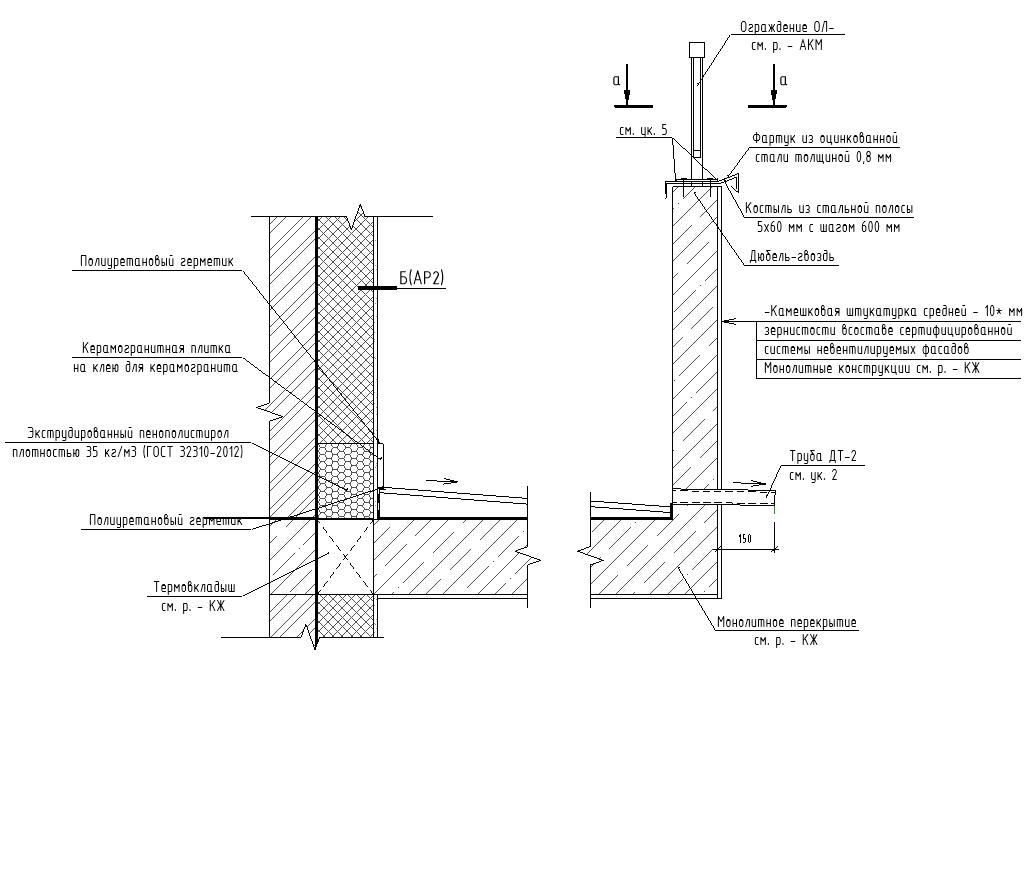 Ограждение ОЛ-
см. р. - АКМ
а
а
см. ук. 5
Фартук из оцинкованной
стали толщиной 0,8 мм
Костыль из стальной полосы
5х60 мм с шагом 600 мм
Дюбель-гвоздь
Полиуретановый герметик
Б(АР2)
-Камешковая штукатурка средней - 10* мм
зернистости всоставе сертифицированной
системы невентилируемых фасадов
Монолитные конструкции см. р. - КЖ
Керамогранитная плитка
на клею для керамогранита
Экструдированный пенополистирол
плотностью 35 кг/м3 (ГОСТ 32310-2012)
Труба ДТ-2
см. ук. 2
Полиуретановый герметик
150
Термовкладыш
см. р. - КЖ
Монолитное перекрытие
см. р. - КЖ